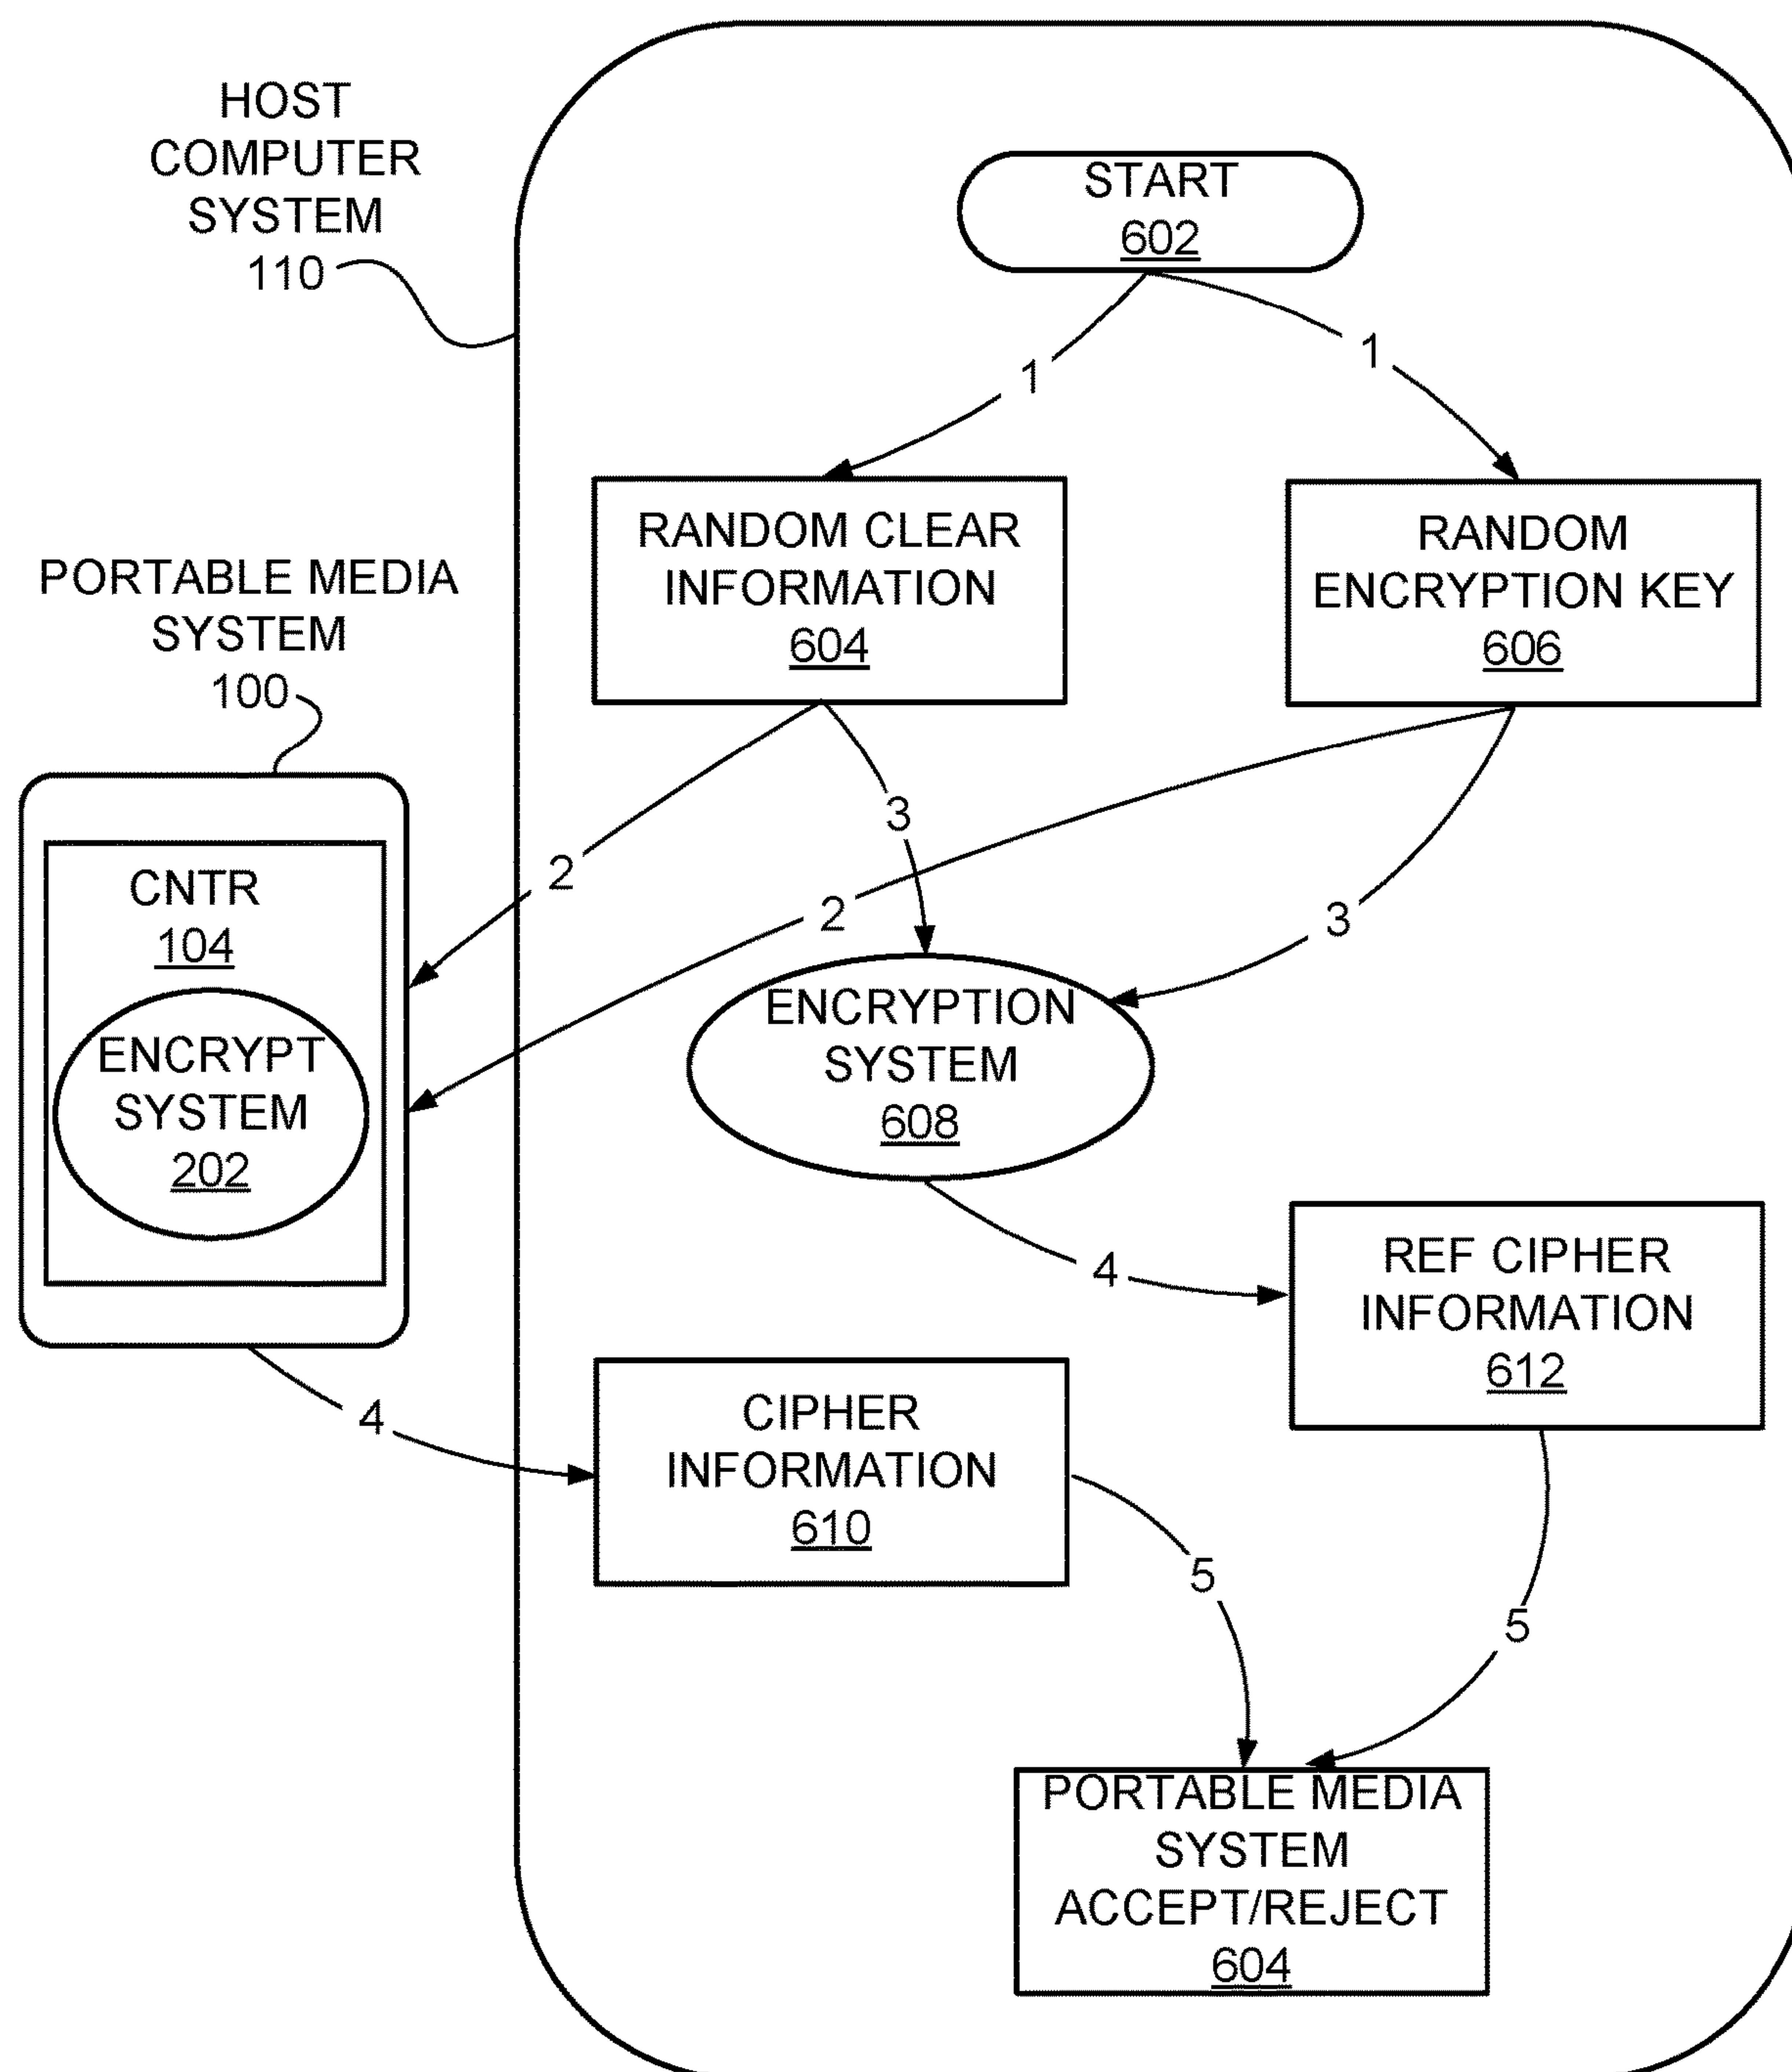 HOST
COMPUTER
SYSTEM
110
START
602
1
1
RANDOM CLEAR
INFORMATION
604
RANDOM
ENCRYPTION KEY
606
PORTABLE MEDIA
SYSTEM
100
2
3
2
3
CNTR
104
ENCRYPT
SYSTEM
202
ENCRYPTION
SYSTEM
608
4
REF CIPHER
INFORMATION
612
4
CIPHER
INFORMATION
610
5
5
PORTABLE MEDIA
SYSTEM
ACCEPT/REJECT
604